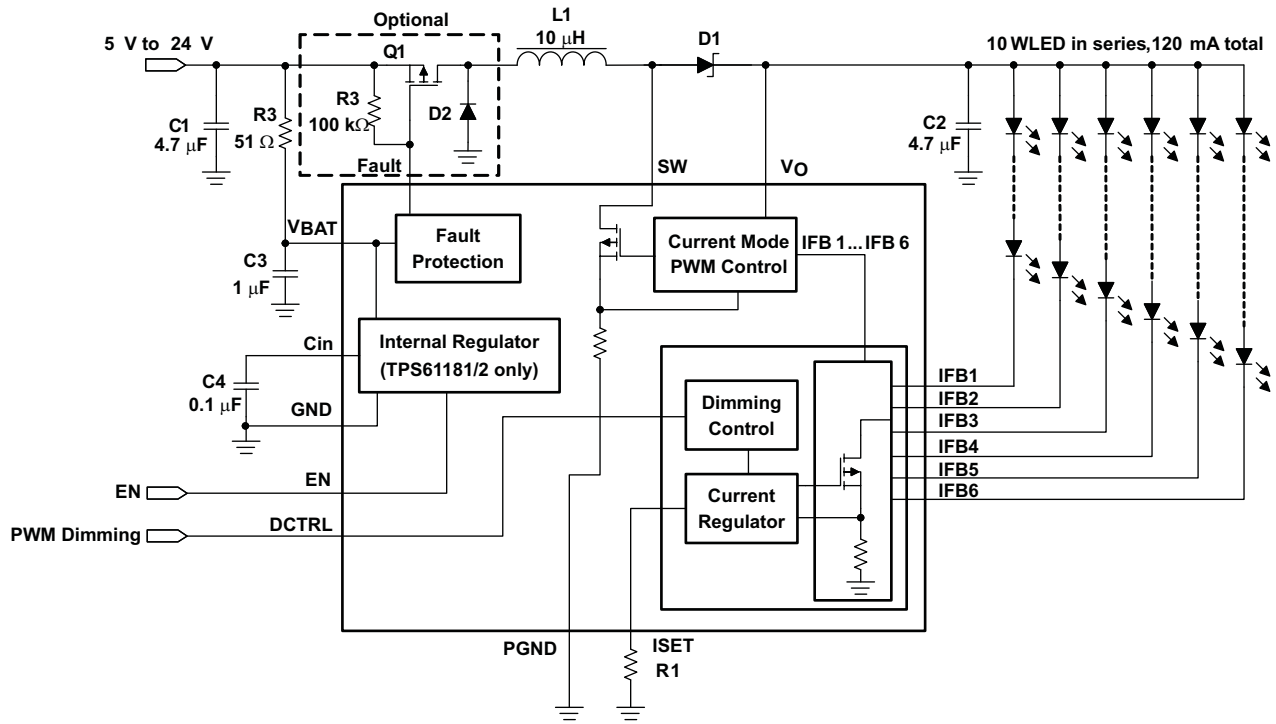 Optional
L1
10 μH
D1
5 V to 24 V
Q1
10 WLED in series,120 mA total
R3
100 kΩ
D2
C1
4.7 μF
R3
51 Ω
C2
4.7 μF
Fault
SW
VO
VBAT
Fault
Protection
Current Mode
PWM Control
IFB 1...IFB 6
C3
1 μF
Cin
Internal Regulator
(TPS61181/2 only)
C4
0.1 μF
GND
Dimming
Control
IFB1
IFB2
IFB3
IFB4
IFB5
IFB6
EN
EN
Current
Regulator
PWM Dimming
DCTRL
PGND
ISET
R1